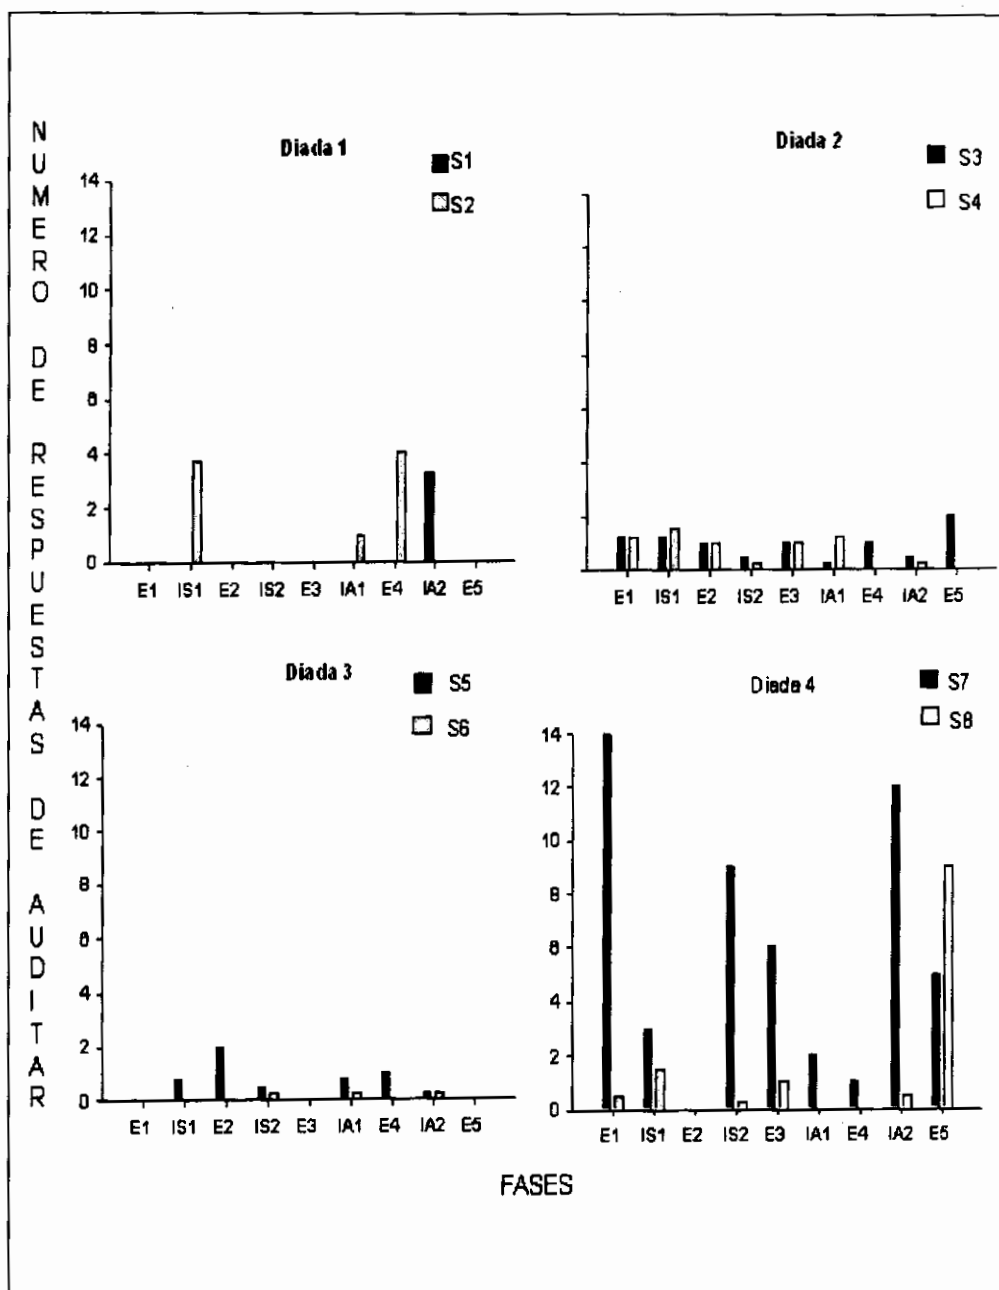 NUMERO DE RESPUESTAS DE AUDITAR
Diada 1
S1
S2
14
12
10
8
6
4
2
0
E1 IS1 E2 IS2 E3 IA1 E4 IA2 E5
Diada 2
S3
S4
E1 IS1 E2 IS2 E3 IA1 E4 IA2 E5
Diada 3
S5
S6
14
12
10
8
6
4
2
0
E1 IS1 E2 IS2 E3 IA1 E4 IA2 E5
Diada 4
S7
S8
14
12
10
8
6
4
2
0
E1 IS1 E2 IS2 E3 IA1 E4 IA2 E5
FASES